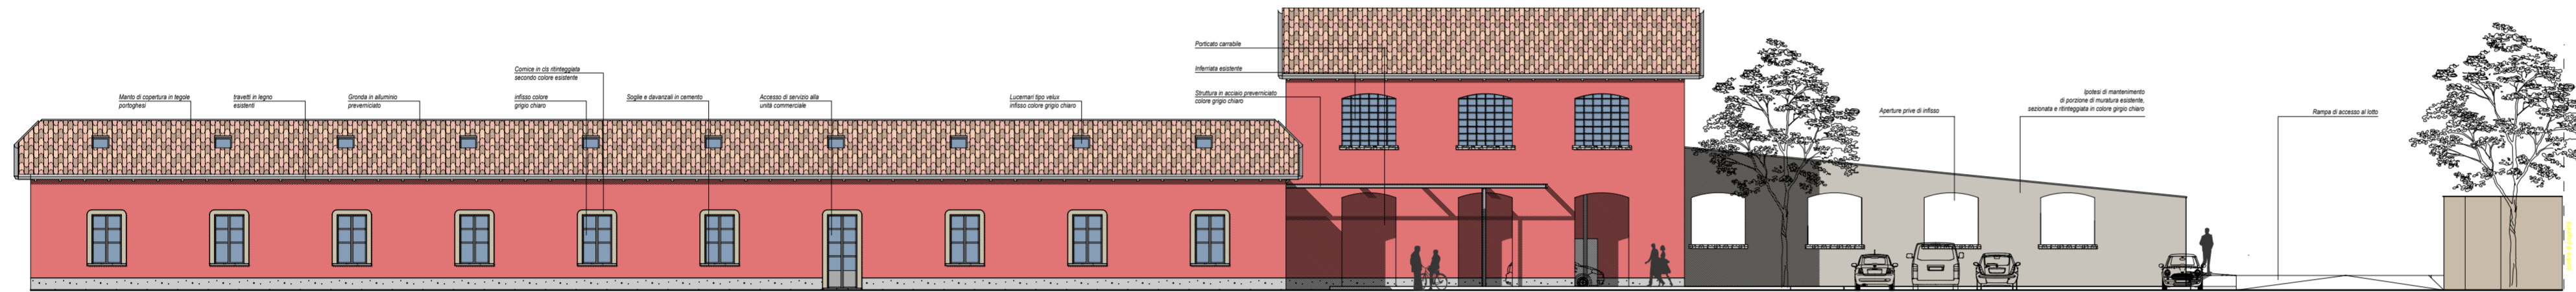 Manto di copertura in tegole
portoghesi
travetti in legno
esistenti
Gronda in alluminio
preverniciato
Cornice in cls ritinteggiata
secondo colore esistente
infisso colore
grigio chiaro
Soglie e davanzali in cemento
Accesso di servizio alla
unità commerciale
Lucernari tipo velux
infisso colore grigio chiaro
Porticato carrabile
Inferriata esistente
Struttura in acciaio preverniciato
colore grigio chiaro
Aperture prive di infisso
Ipotesi di mantenimento
di porzione di muratura esistente,
sezionata e ritinteggiata in colore girgio chiaro
Rampa di accesso al lotto